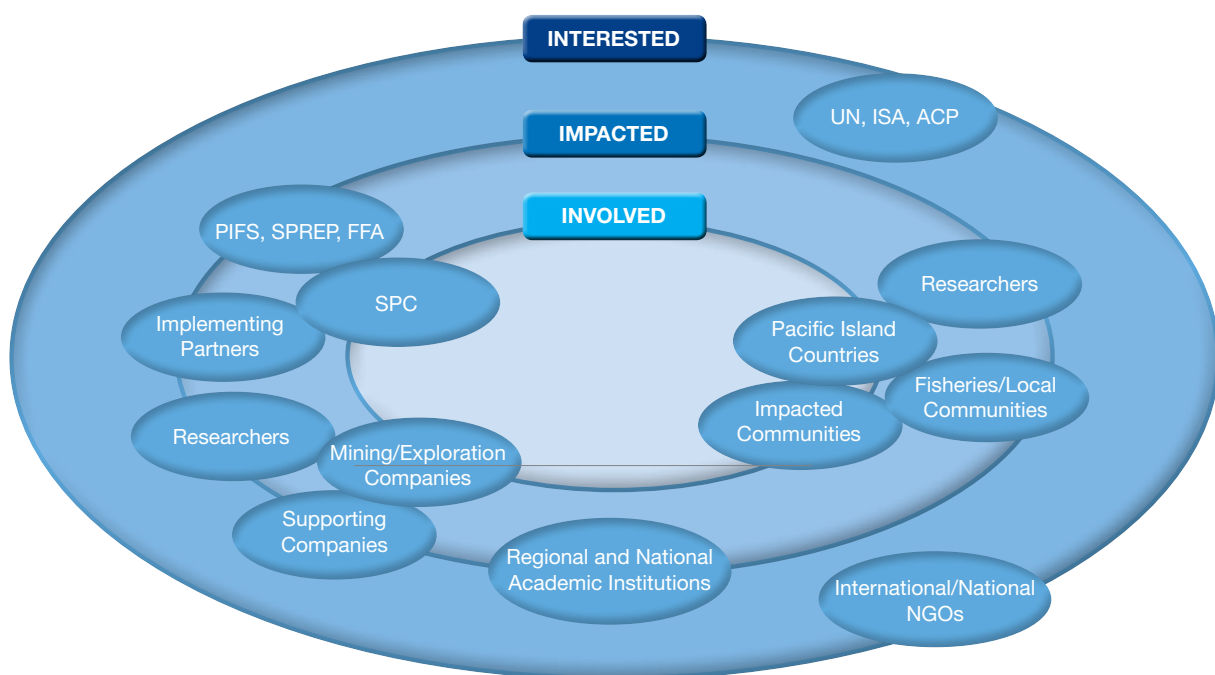 INTERESTED
UN, ISA, ACP
IMPACTED
INVOLVED
PIFS, SPREP, FFA
SPC
Researchers
Implementing
Partners
Pacific Island
Countries
Fisheries/Local
Communities
Impacted
Communities
Researchers
Mining/Exploration
Companies
Supporting
Companies
Regional and National
Academic Institutions
International/National
NGOs